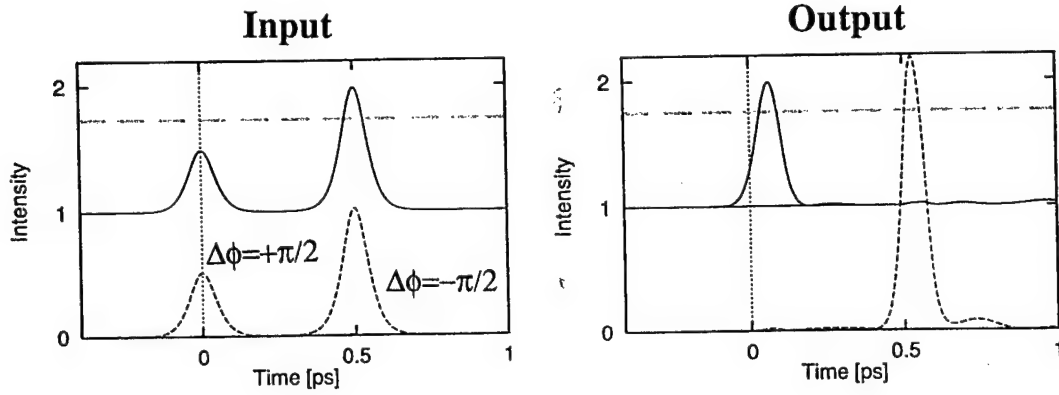 Input
Output
Intensity
2
1
0
Δφ=+π/2
Δφ=−π/2
0
0.5
1
Time [ps]
Intensity
2
1
0
0
0.5
1
Time [ps]